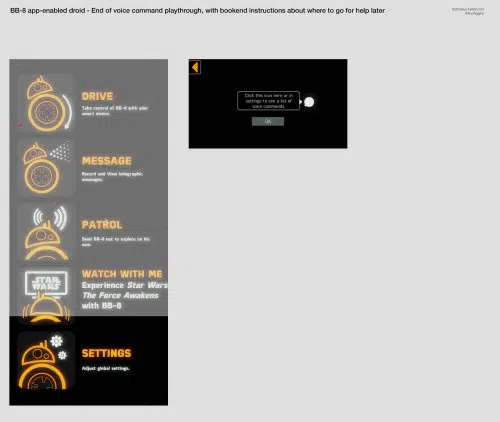 BB-8 app-enabled droid - End of voice command playthrough, with bookend instructions about where to go for help later
DRIVE
Take control of BB-8 with your
smart device.
MESSAGE
Record and View holographic
messages.
PATROL
Send BB-8 out to explore on his
own.
STAR
WARS
WATCH WITH ME
Experience Star Wars
The Force Awakens
with BB-8
SETTINGS
Adjust global settings.
Click this icon here or in
settings to see a list of
voice commands.
OK